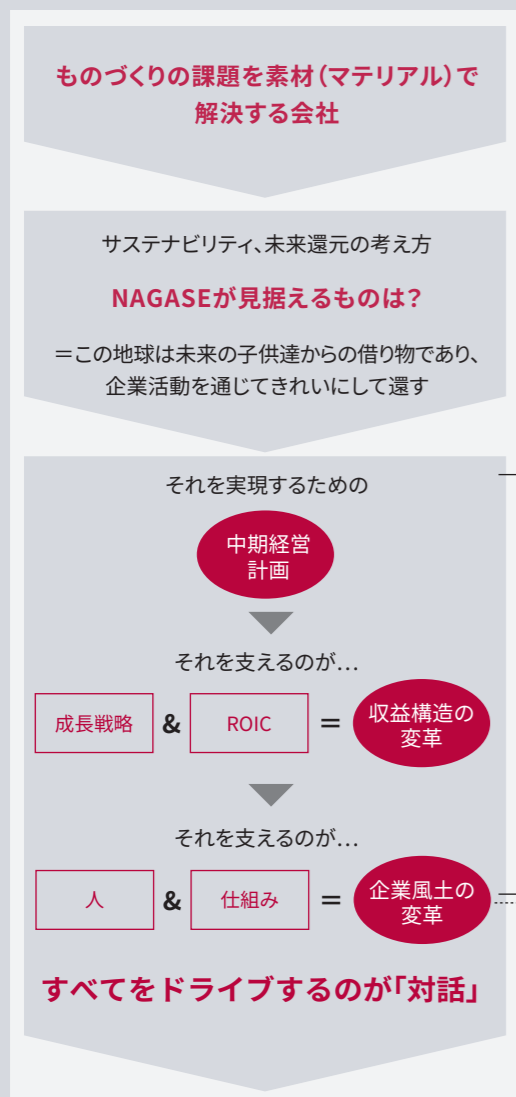 ものづくりの課題を素材（マテリアル）で
解決する会社
サステナビリティ、未来還元の考え方
NAGASEが見据えるものは？
＝この地球は未来の子供達からの借り物であり、
企業活動を通じてきれいにして還す
それを実現するための
中期経営
計画
それを支えるのが…
成長戦略 & ROIC ＝ 収益構造の
変革
それを支えるのが…
人 & 仕組み ＝ 企業風土の
変革
すべてをドライブするのが「対話」